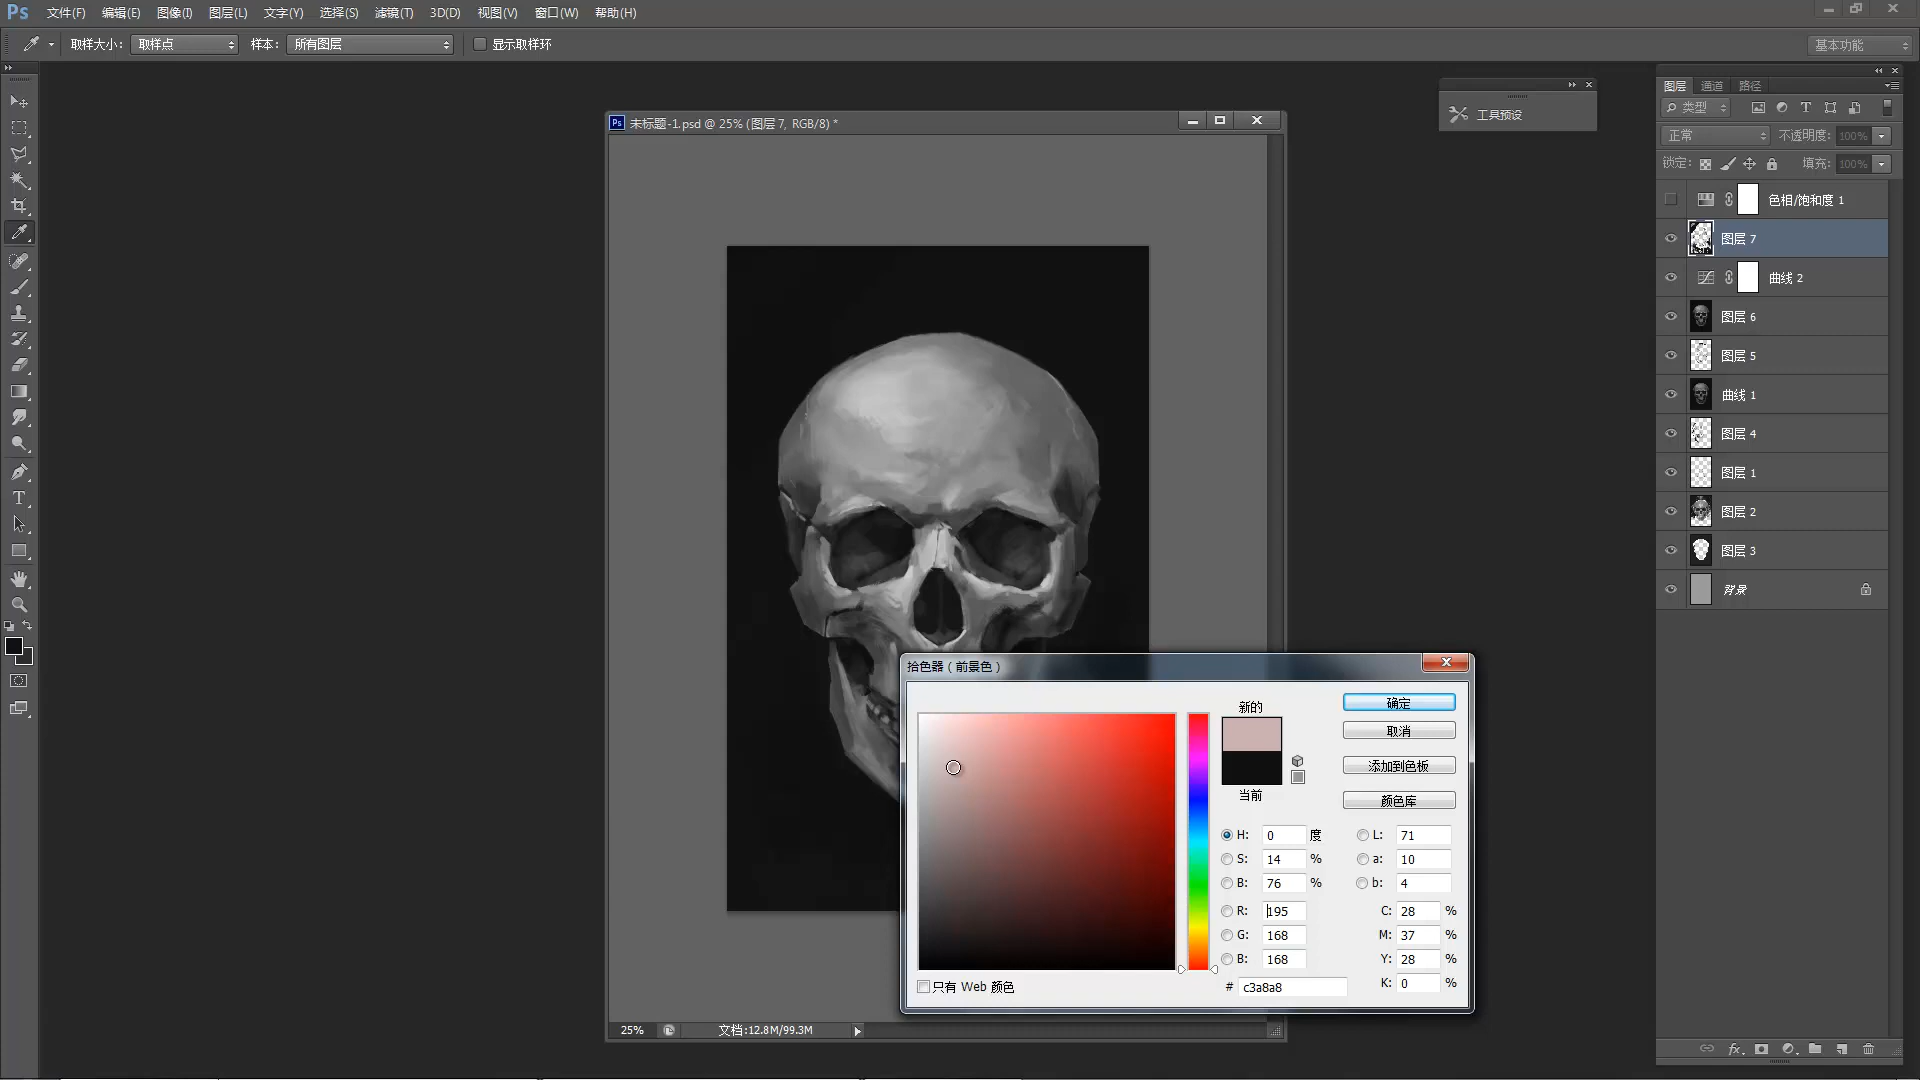 Ps 文件(F) 编辑(E) 图像(I) 图层(L) 文字(Y) 选择(S) 滤镜(T) 3D(D) 视图(V) 窗口(W) 帮助(H)
取样大小: 取样点 样本: 所有图层 显示取样环 基本功能
未标题-1.psd @ 25% (图层 7, RGB/8) *
工具预设
图层 通道 路径
类型
正常 不透明度: 100%
锁定: 填充: 100%
色相/饱和度 1
图层 7
曲线 2
图层 6
图层 5
曲线 1
图层 4
图层 1
图层 2
图层 3
背景
拾色器 ( 前景色 )
新的
当前
确定
取消
添加到色板
颜色库
H: 0 度 L: 71
S: 14 % a: 10
B: 76 % b: 4
R: 195 C: 28 %
G: 168 M: 37 %
B: 168 Y: 28 %
# c3a8a8 K: 0 %
只有 Web 颜色
25% 文档:12.8M/99.3M